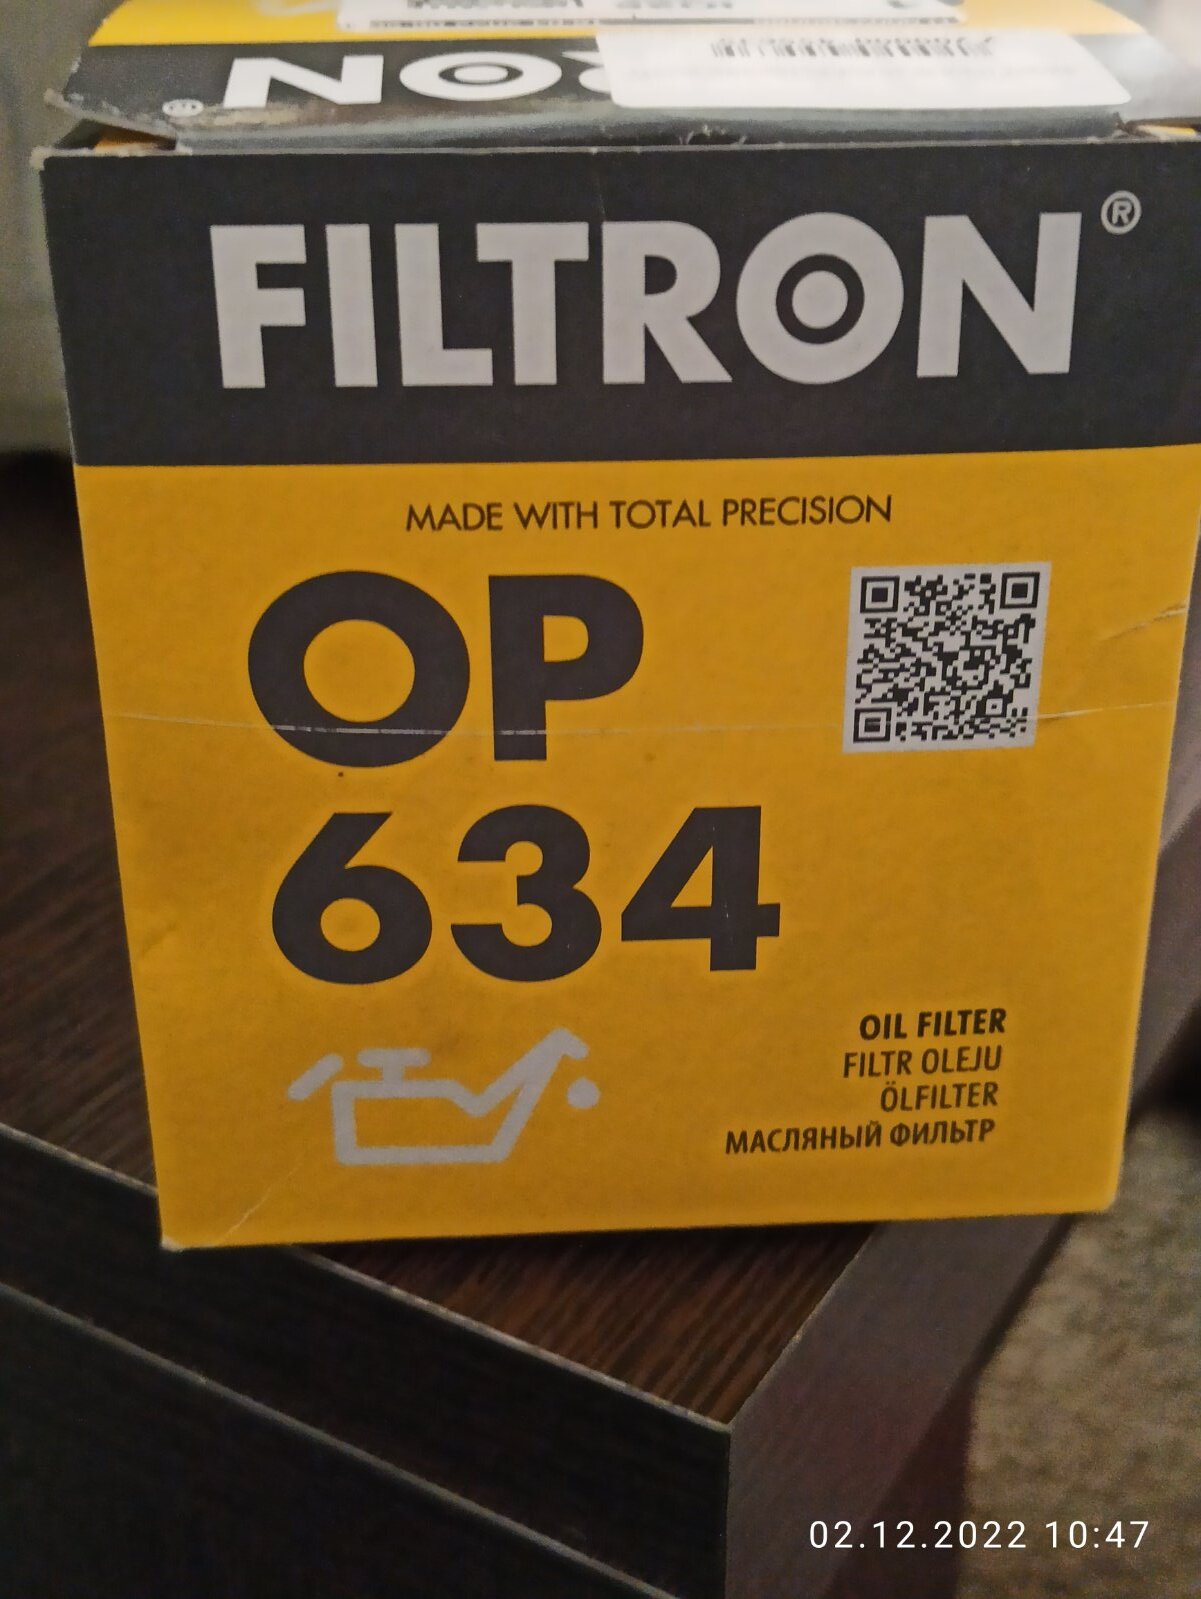 RON®
FILTRON®
MADE WITH TOTAL PRECISION
OP
634
OIL FILTER
FILTR OLEJU
ÖLFILTER
МАСЛЯНЫЙ ФИЛЬТР
02.12.2022 10:47